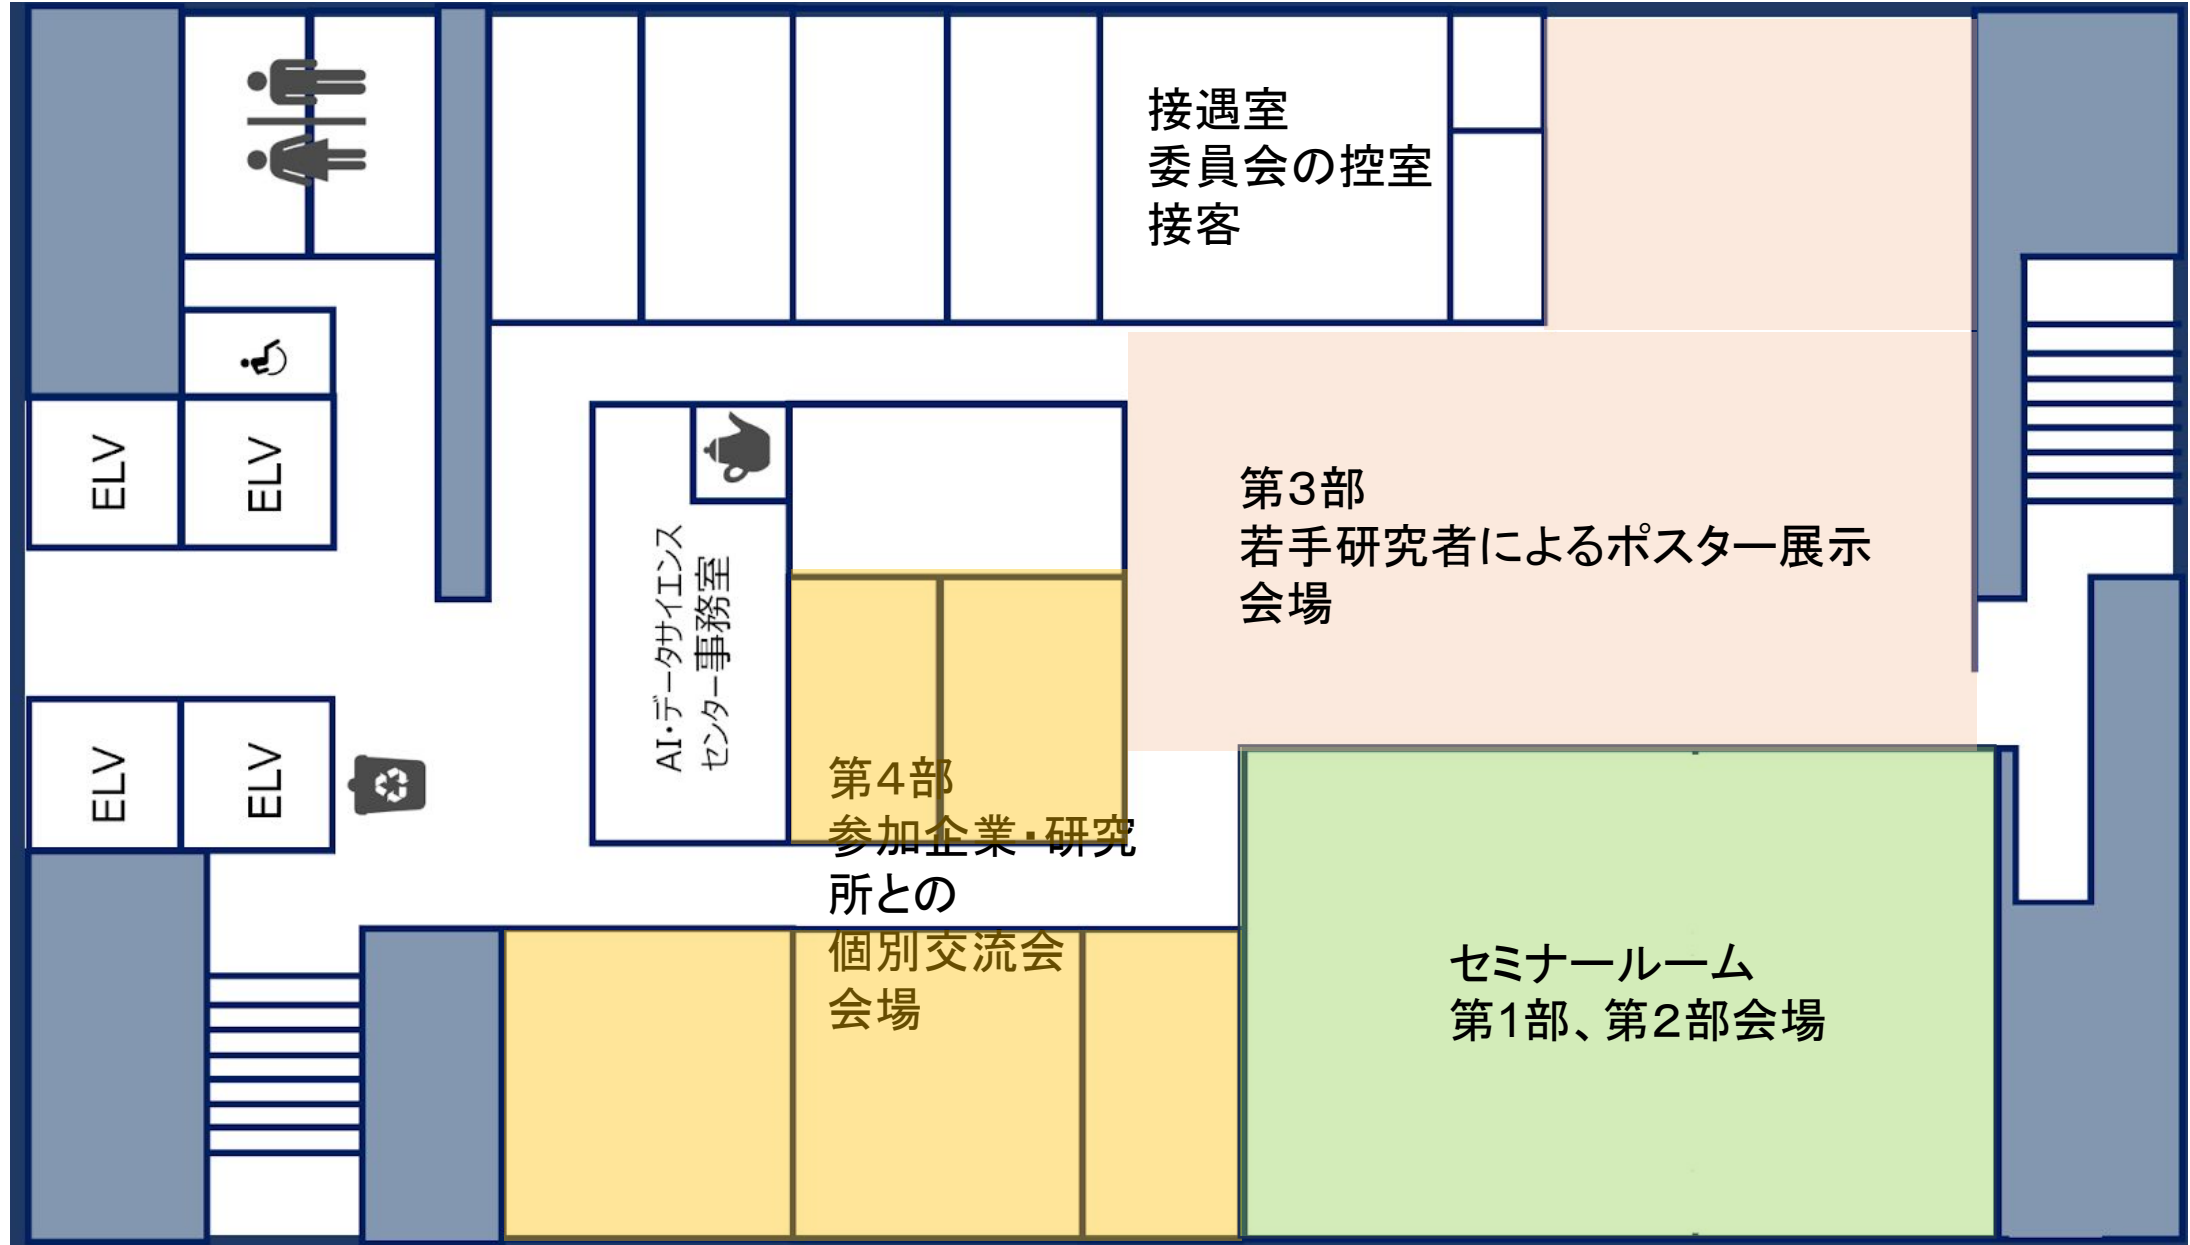 接遇室
委員会の控室
接客
ELV
ELV
AI・データサイエンス
センター事務室
第3部
若手研究者によるポスター展示
会場
ELV
ELV
第4部
参加企業・研究
所との
個別交流会
会場
セミナールーム
第1部、第2部会場